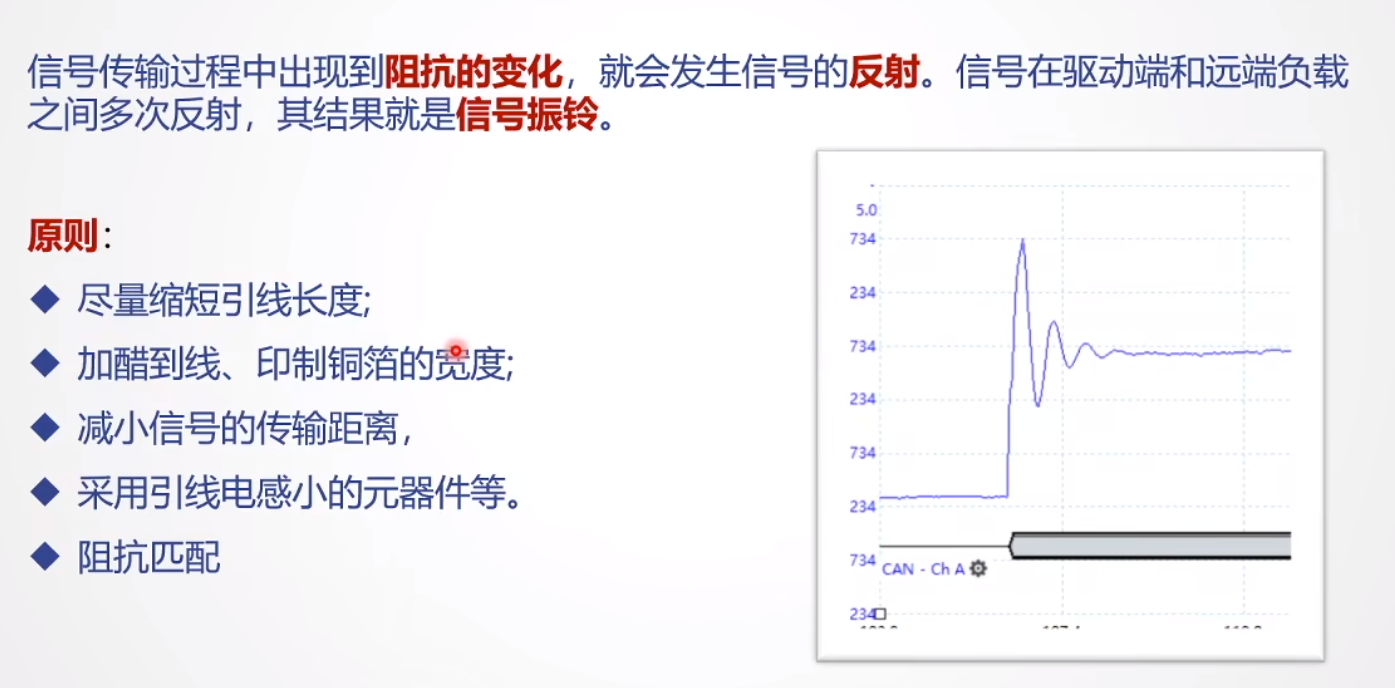 信号传输过程中出现到阻抗的变化，就会发生信号的反射。信号在驱动端和远端负载
之间多次反射，其结果就是信号振铃。
原则：
◆ 尽量缩短引线长度;
◆ 加醋到线、印制铜箔的宽度;
◆ 减小信号的传输距离，
◆ 采用引线电感小的元器件等。
◆ 阻抗匹配
5.0
734
234
734
234
734
234
734
CAN - Ch A
234